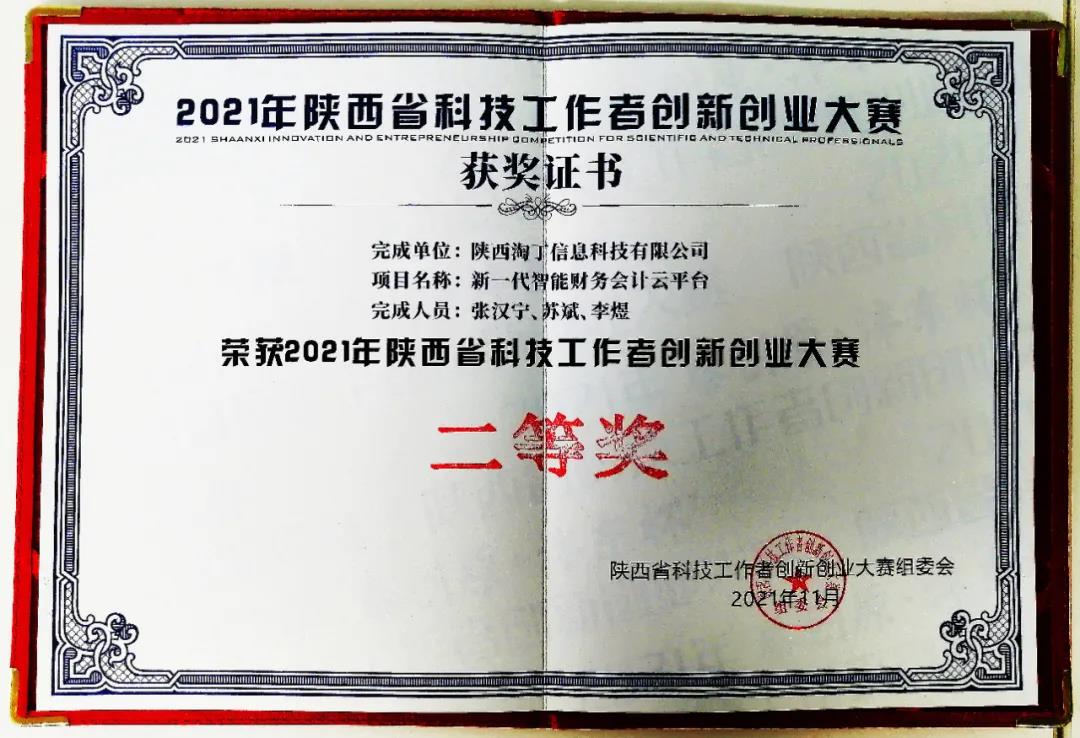 2021年陕西省科技工作者创新创业大赛
2021 SHAANXI INNOVATION AND ENTREPRENEURSHIP COMPETITION FOR SCIENTIFIC AND TECHNICAL PROFESSIONALS
获奖证书
完成单位：陕西淘丁信息科技有限公司
项目名称：新一代智能财务会计云平台
完成人员：张汉宁、苏斌、李煜
荣获2021年陕西省科技工作者创新创业大赛
二等奖
陕西省科技工作者创新创业大赛组委会
2021年11月
组委会